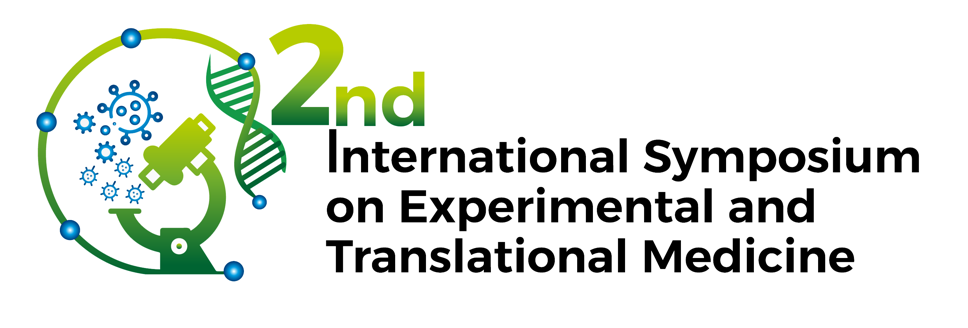 2nd
International Symposium
on Experimental and
Translational Medicine